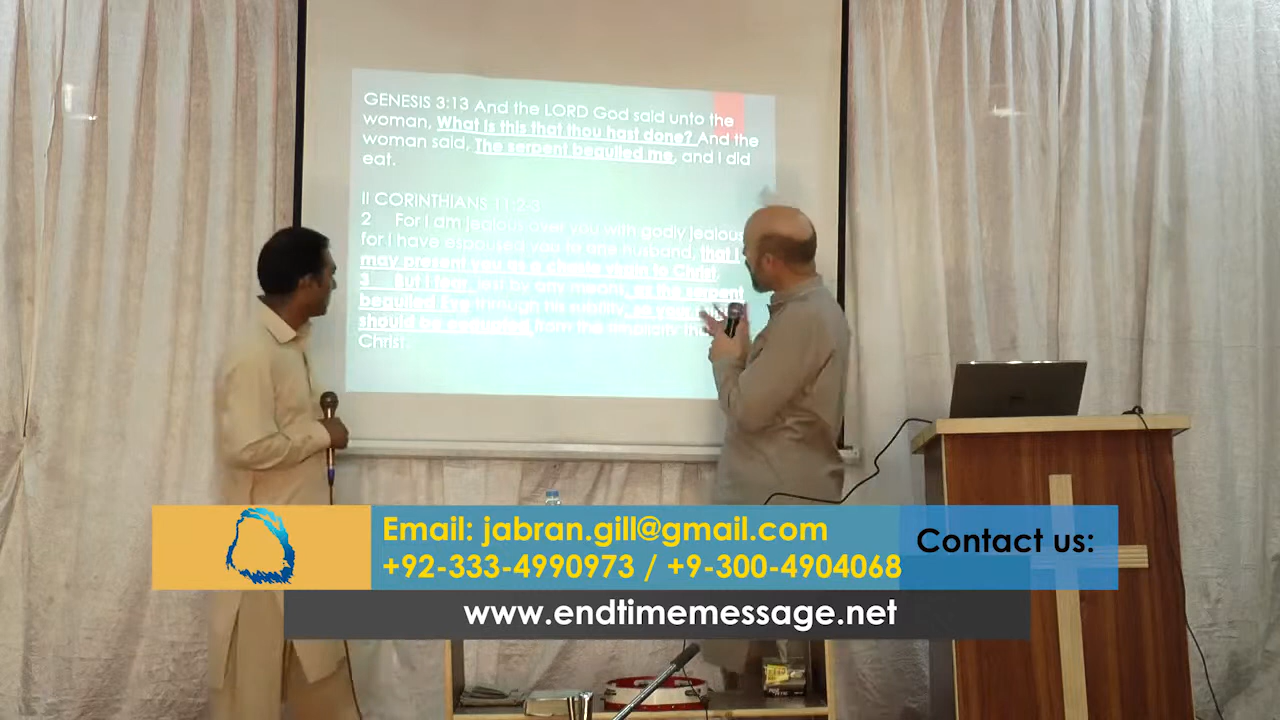 GENESIS 3:13 And the LORD God said unto the
woman, What is this that thou hast done? And the
woman said, The serpent beguiled me, and I did
eat.
II CORINTHIANS 11:2-3
2 For I am jealous over you with godly jealous
for I have espoused you to one husband, that I
may present you as a chaste virgin to Christ.
3 But I fear, lest by any means, as the serpent
beguiled Eve through his subtilty, so your
should be corrupted from the simplicity
Christ.
Email: jabran.gill@gmail.com
+92-333-4990973 / +9-300-4904068
Contact us:
www.endtimemessage.net